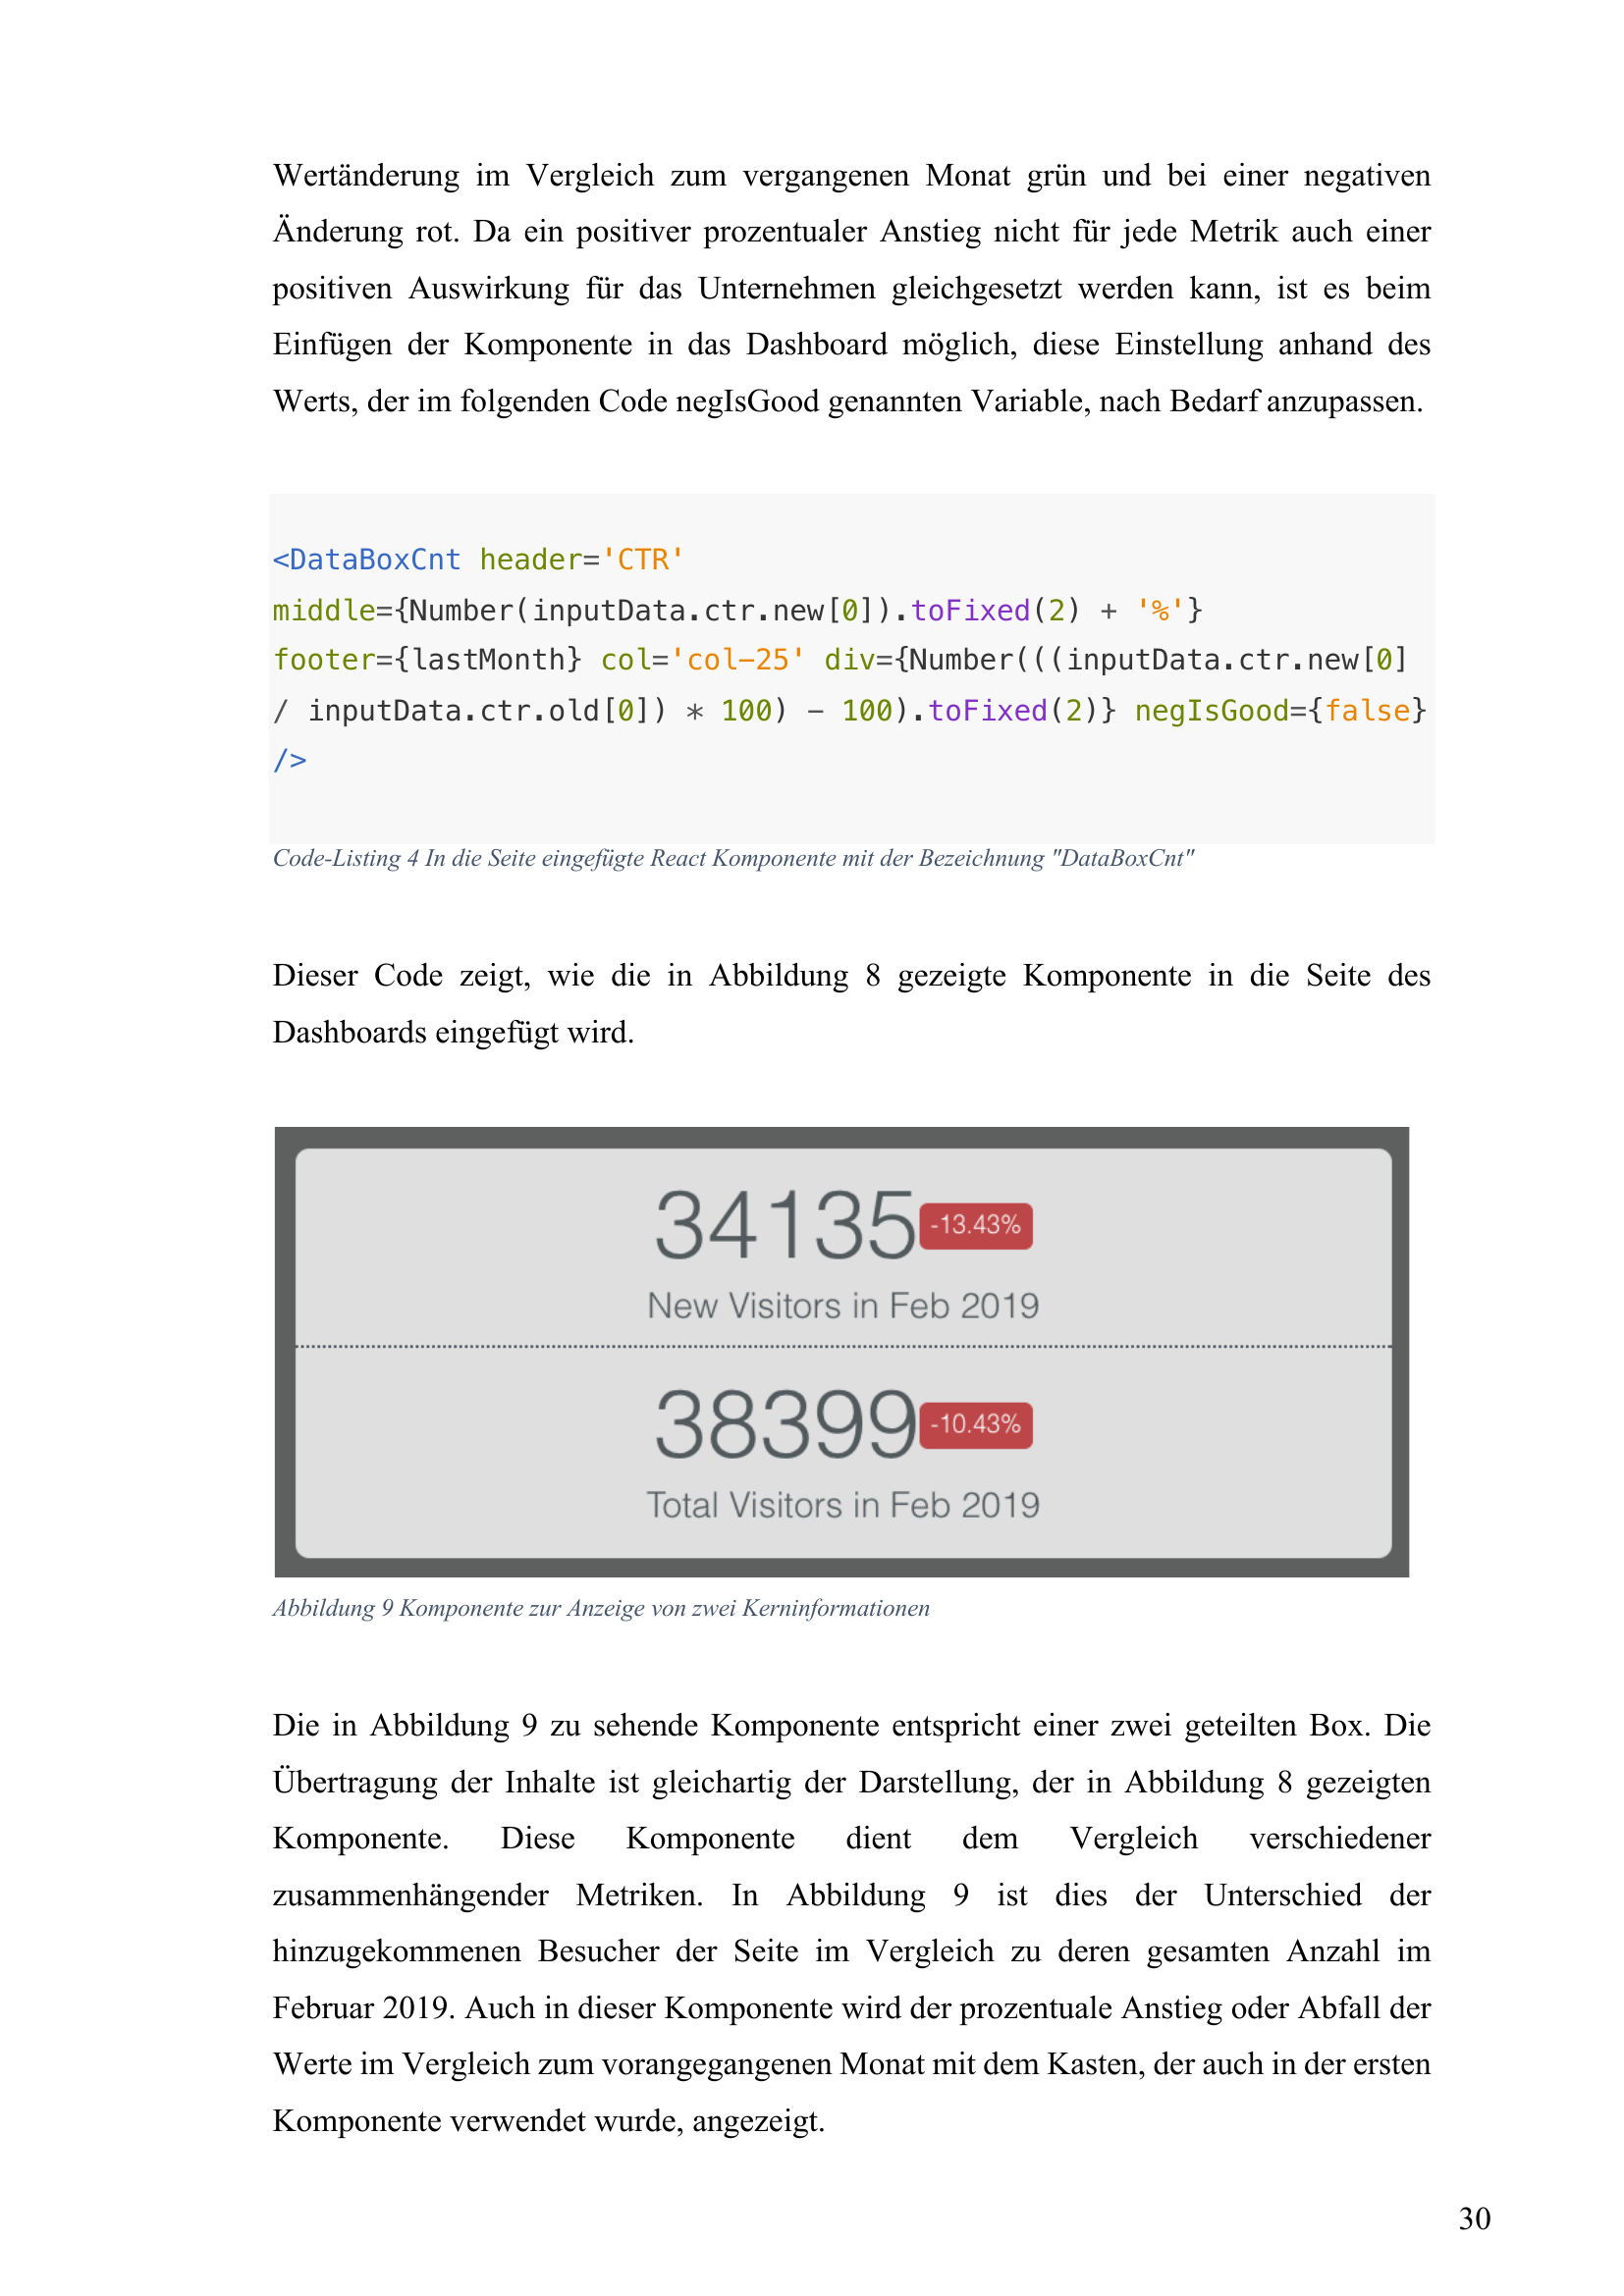 Wertänderung im Vergleich zum vergangenen Monat grün und bei einer negativen
Änderung rot. Da ein positiver prozentualer Anstieg nicht für jede Metrik auch einer
positiven Auswirkung für das Unternehmen gleichgesetzt werden kann, ist es beim
Einfügen der Komponente in das Dashboard möglich, diese Einstellung anhand des
Werts, der im folgenden Code negIsGood genannten Variable, nach Bedarf anzupassen.
<DataBoxCnt header='CTR'
middle={Number(inputData.ctr.new[0]).toFixed(2) + '%'}
footer={lastMonth} col='col-25' div={Number(((inputData.ctr.new[0]
/ inputData.ctr.old[0]) * 100) - 100).toFixed(2)} negIsGood={false}
/>
Code-Listing 4 In die Seite eingefügte React Komponente mit der Bezeichnung "DataBoxCnt"
Dieser Code zeigt, wie die in Abbildung 8 gezeigte Komponente in die Seite des
Dashboards eingefügt wird.
34135 -13.43%
New Visitors in Feb 2019
38399 -10.43%
Total Visitors in Feb 2019
Abbildung 9 Komponente zur Anzeige von zwei Kerninformationen
Die in Abbildung 9 zu sehende Komponente entspricht einer zwei geteilten Box. Die
Übertragung der Inhalte ist gleichartig der Darstellung, der in Abbildung 8 gezeigten
Komponente. Diese Komponente dient dem Vergleich verschiedener
zusammenhängender Metriken. In Abbildung 9 ist dies der Unterschied der
hinzugekommenen Besucher der Seite im Vergleich zu deren gesamten Anzahl im
Februar 2019. Auch in dieser Komponente wird der prozentuale Anstieg oder Abfall der
Werte im Vergleich zum vorangegangenen Monat mit dem Kasten, der auch in der ersten
Komponente verwendet wurde, angezeigt.
30